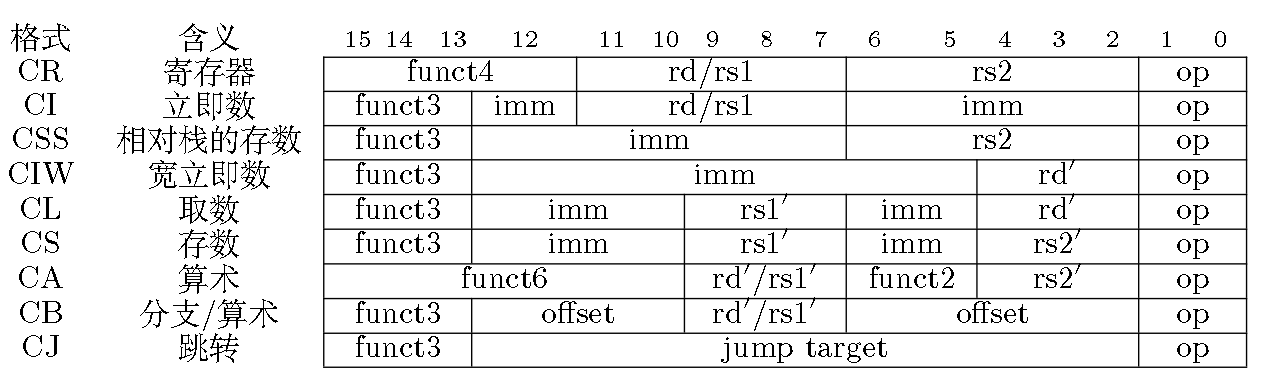 格式 含义 15 14 13 12 11 10 9 8 7 6 5 4 3 2 1 0
CR 寄存器 funct4 rd/rs1 rs2 op
CI 立即数 funct3 imm rd/rs1 imm op
CSS 相对栈的存数 funct3 imm rs2 op
CIW 宽立即数 funct3 imm rd′ op
CL 取数 funct3 imm rs1′ imm rd′ op
CS 存数 funct3 imm rs1′ imm rs2′ op
CA 算术 funct6 rd′/rs1′ funct2 rs2′ op
CB 分支/算术 funct3 offset rd′/rs1′ offset op
CJ 跳转 funct3 jump target op